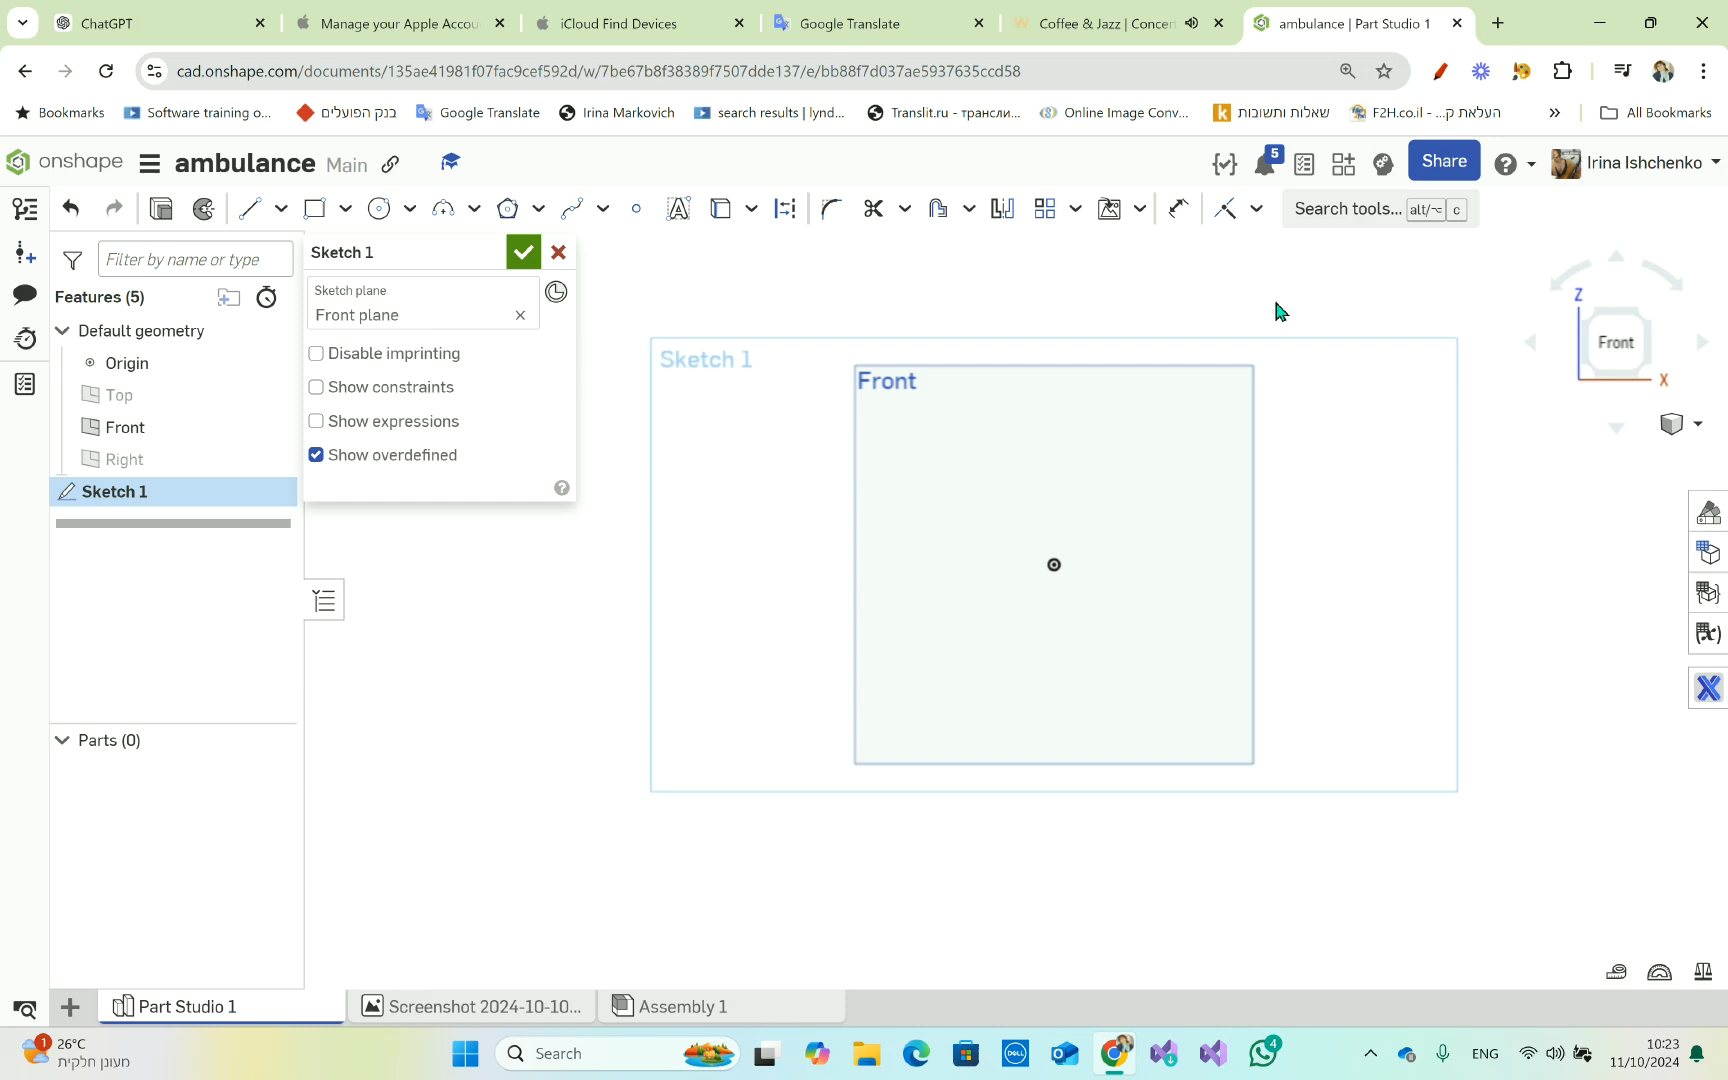 ChatGPT
Manage your Apple Accou
iCloud Find Devices
Google Translate
Coffee & Jazz | Concer
ambulance | Part Studio 1
cad.onshape.com/documents/135ae41981f07fac9cef592d/w/7be67b8f38389f7507dde137/e/bb88f7d037ae5937635ccd58
Bookmarks
Software training o...
בנק הפועלים
Google Translate
Irina Markovich
search results | lynd...
Translit.ru - трансли...
Online Image Conv...
שאלות ותשובות
F2H.co.il - ...העלאת ק
»
All Bookmarks
onshape
ambulance Main
5
Share
Irina Ishchenko
Search tools... alt/⌥ c
Filter by name or type
Features (5)
Default geometry
Origin
Top
Front
Right
Sketch 1
Parts (0)
Sketch 1
Sketch plane
Front plane
Disable imprinting
Show constraints
Show expressions
Show overdefined
Sketch 1
Front
Z
Front
X
Part Studio 1
Screenshot 2024-10-10...
Assembly 1
1
26°C
מעונן חלקית
Search
DELL
4
ENG
10:23
11/10/2024